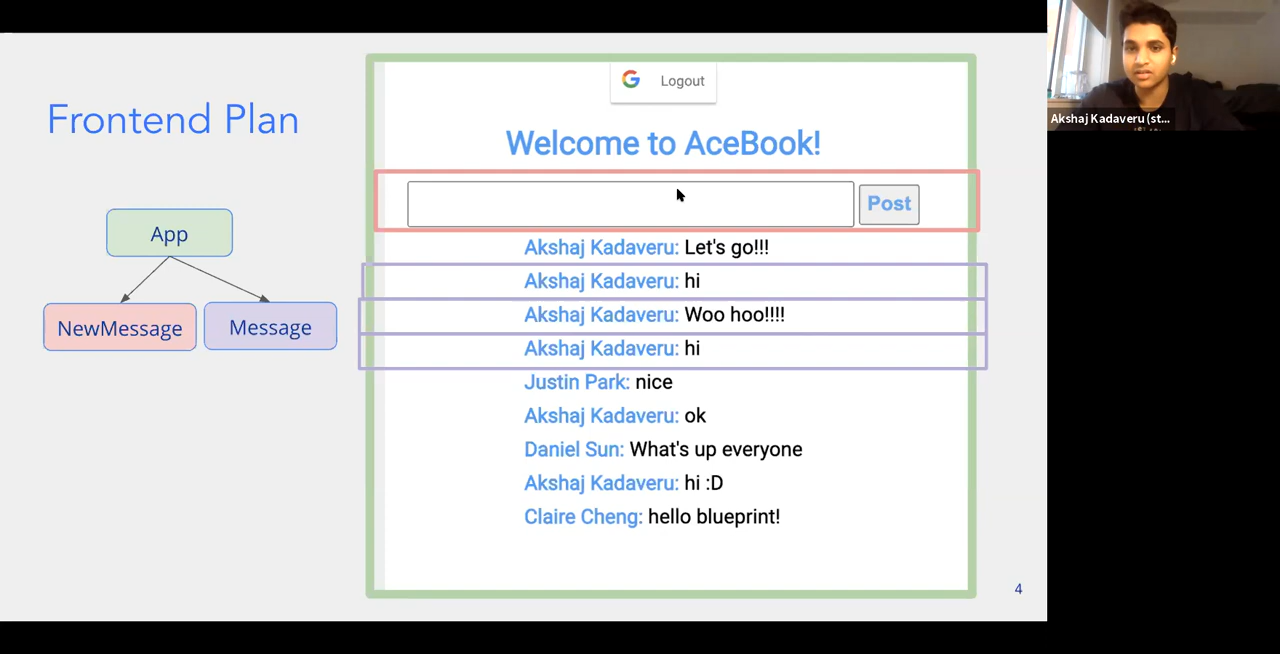 Frontend Plan
App
NewMessage
Message
Logout
Welcome to AceBook!
Post
Akshaj Kadaveru: Let's go!!!
Akshaj Kadaveru: hi
Akshaj Kadaveru: Woo hoo!!!!
Akshaj Kadaveru: hi
Justin Park: nice
Akshaj Kadaveru: ok
Daniel Sun: What's up everyone
Akshaj Kadaveru: hi :D
Claire Cheng: hello blueprint!
4
Akshaj Kadaveru (st...